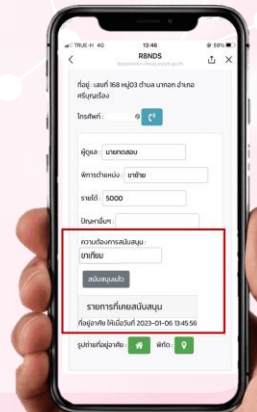 TRUE-H 4G 13:46 50%
RBNDS
ที่อยู่ : เลขที่ 168 หมู่03 ตำบล นากอก อำเภอ
ศรีบุญเรือง
โทรศัพท์ :
ผู้ดูแล : นายทดสอบ
พิการตำแหน่ง : ขาซ้าย
รายได้ : 5000
ปัญหาอื่นๆ :
ความต้องการสนับสนุน :
ขาเทียม
สนับสนุนแล้ว
รายการที่เคยสนับสนุน
ที่อยู่อาศัย ให้เมื่อวันที่ 2023-01-06 13:45:56
รูปถ่ายที่อยู่อาศัย : พิกัด :